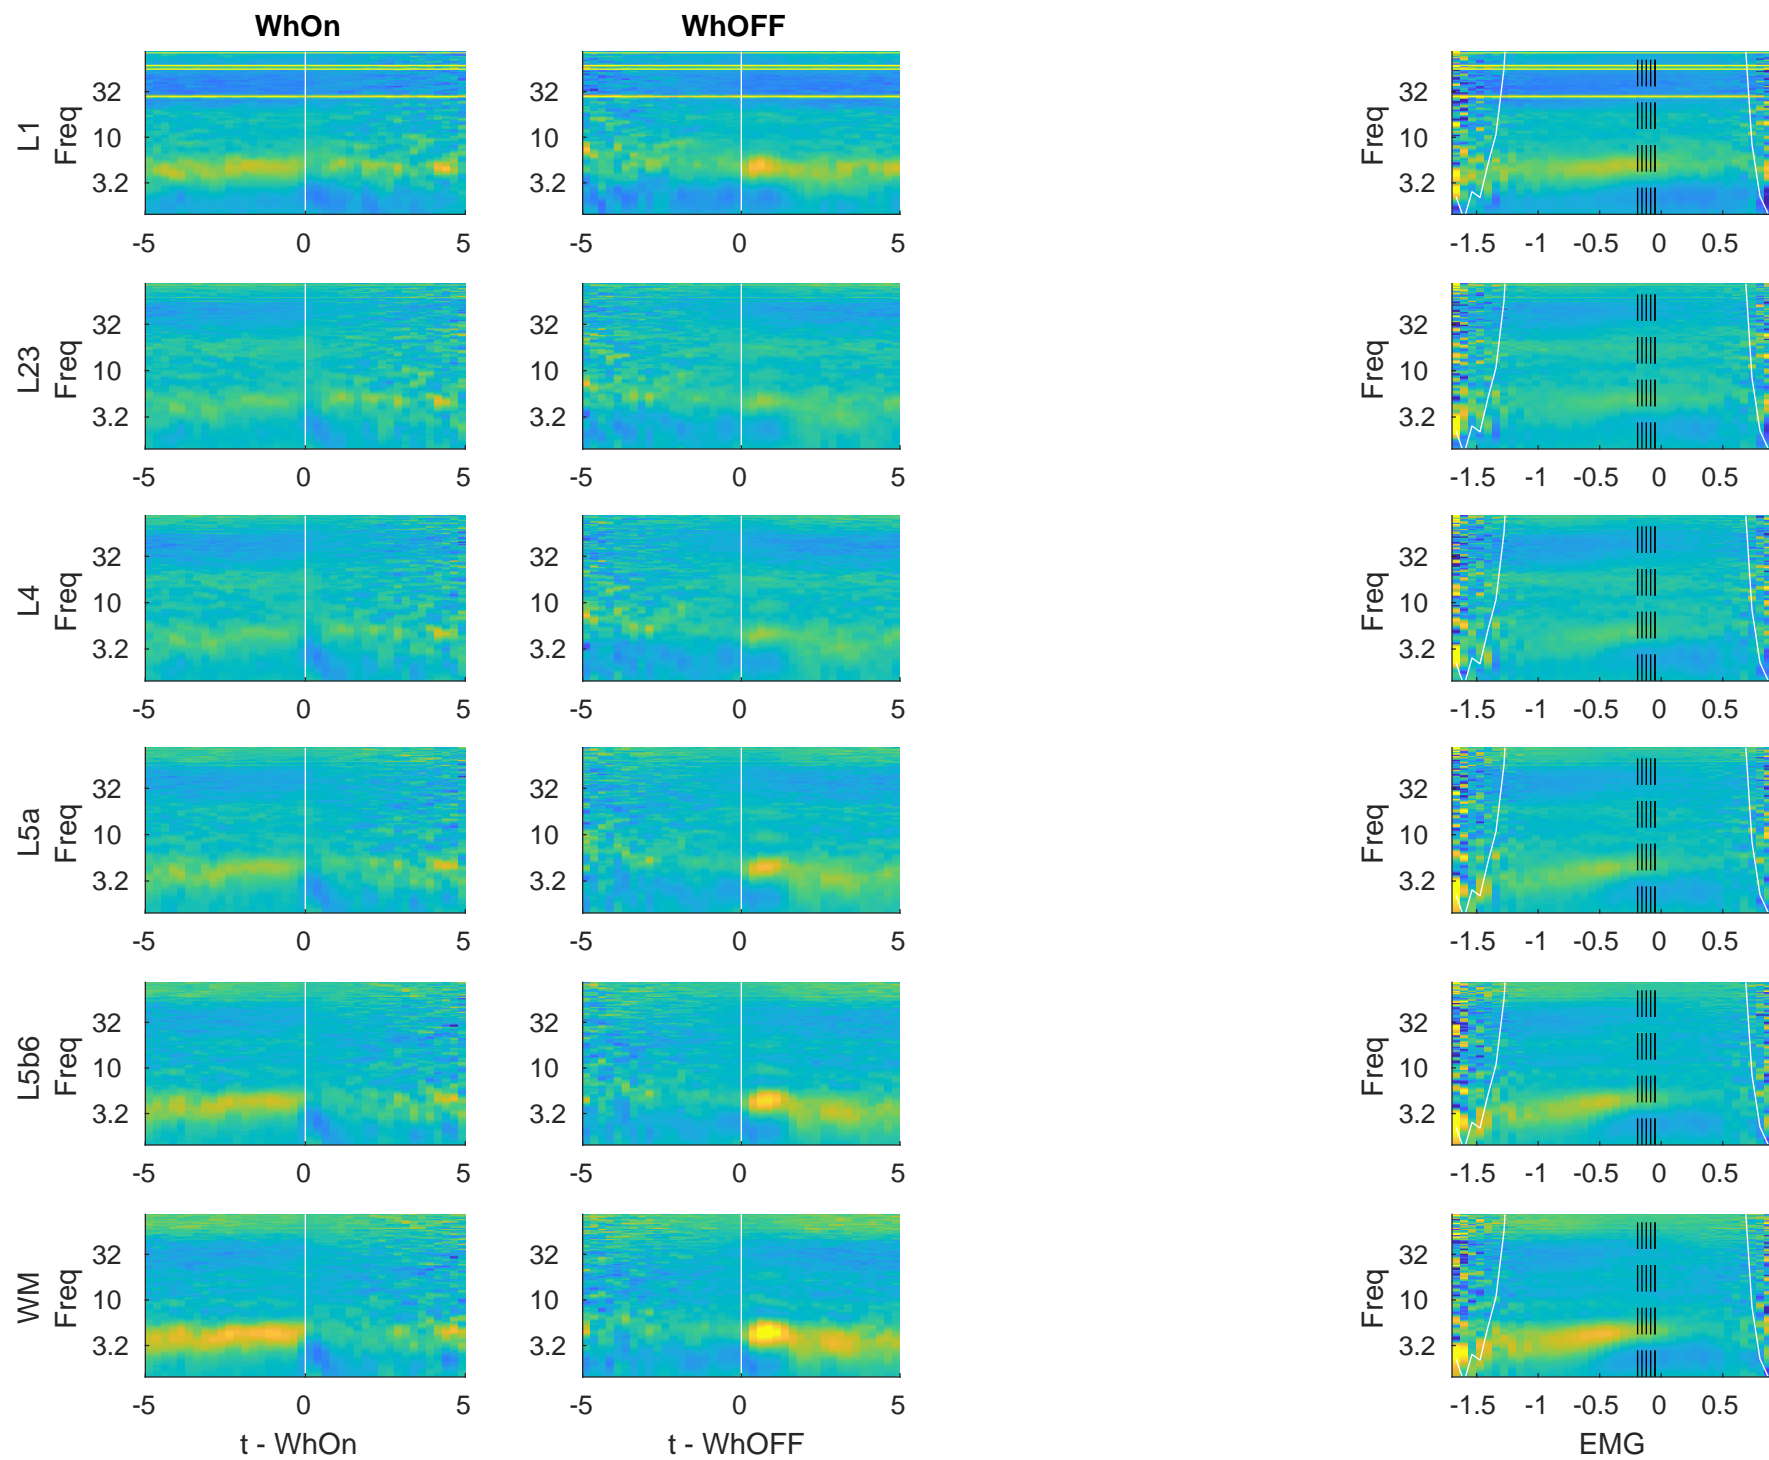 WhOn WhOFF
L1 Freq 32 10 3.2 32 10 3.2 Freq 32 10 3.2
-5 0 5 -5 0 5 -1.5 -1 -0.5 0 0.5
L23 Freq 32 10 3.2 32 10 3.2 Freq 32 10 3.2
-5 0 5 -5 0 5 -1.5 -1 -0.5 0 0.5
L4 Freq 32 10 3.2 32 10 3.2 Freq 32 10 3.2
-5 0 5 -5 0 5 -1.5 -1 -0.5 0 0.5
L5a Freq 32 10 3.2 32 10 3.2 Freq 32 10 3.2
-5 0 5 -5 0 5 -1.5 -1 -0.5 0 0.5
L5b6 Freq 32 10 3.2 32 10 3.2 Freq 32 10 3.2
-5 0 5 -5 0 5 -1.5 -1 -0.5 0 0.5
WM Freq 32 10 3.2 32 10 3.2 Freq 32 10 3.2
-5 0 5 -5 0 5 -1.5 -1 -0.5 0 0.5
t - WhOn t - WhOFF EMG